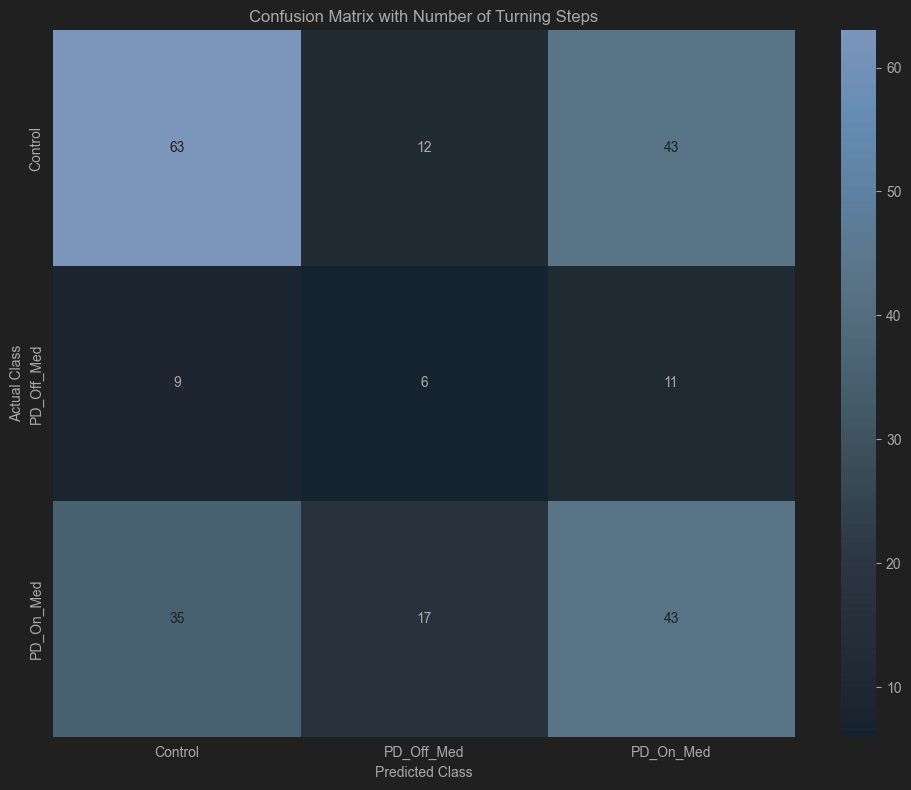 Confusion Matrix with Number of Turning Steps
Actual Class
Control
PD_Off_Med
PD_On_Med
63 12 43
9 6 11
35 17 43
Control PD_Off_Med PD_On_Med
Predicted Class
60
50
40
30
20
10